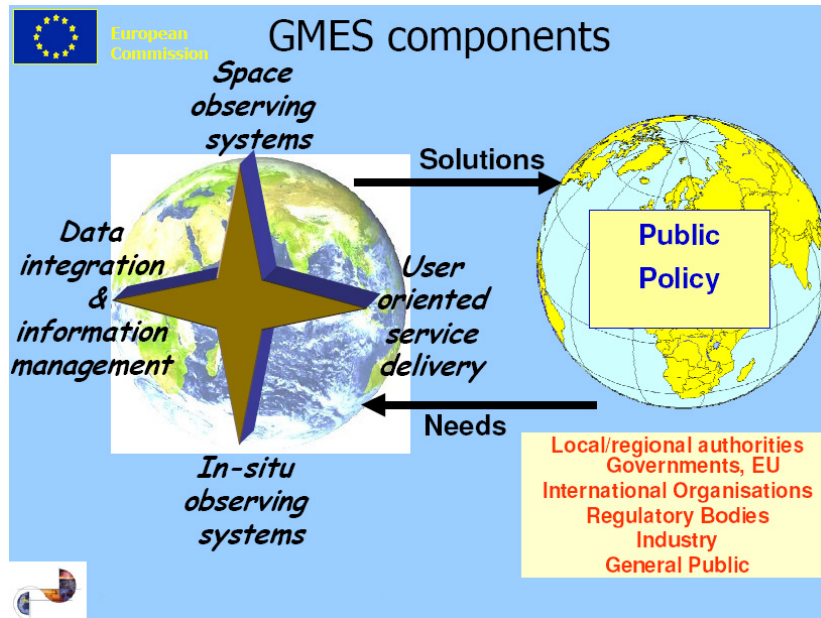 European
Commission
GMES components
Space
observing
systems
Solutions
Data
integration
&
information
management
User
oriented
service
delivery
Public
Policy
Needs
In-situ
observing
systems
Local/regional authorities
Governments, EU
International Organisations
Regulatory Bodies
Industry
General Public